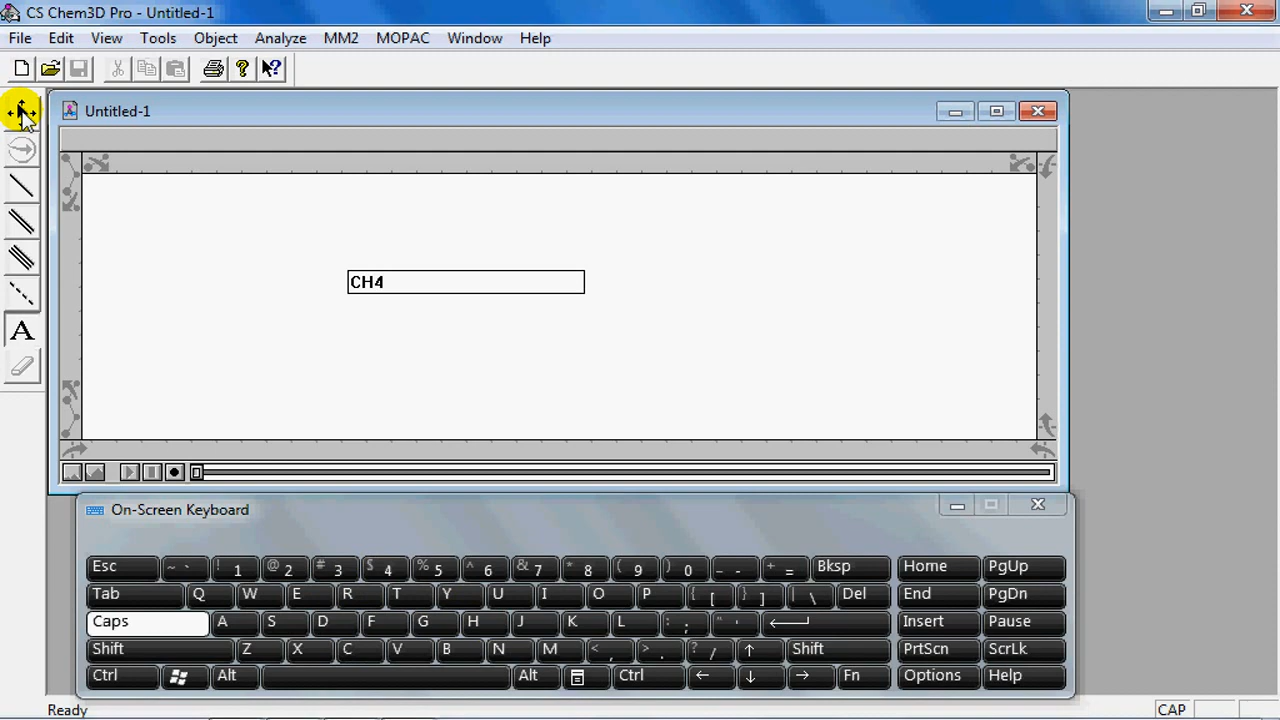 CS Chem3D Pro - Untitled-1
File Edit View Tools Object Analyze MM2 MOPAC Window Help
Untitled-1
CH4
A
On-Screen Keyboard
Esc ~ ` ! 1 @ 2 # 3 $ 4 % 5 ^ 6 & 7 * 8 ( 9 ) 0 _ - + = Bksp Home PgUp
Tab Q W E R T Y U I O P { [ } ] | \ Del End PgDn
Caps A S D F G H J K L : ; " ' Insert Pause
Shift Z X C V B N M < , > . ? / ↑ Shift PrtScn ScrLk
Ctrl Alt Alt Ctrl ← ↓ → Fn Options Help
Ready CAP